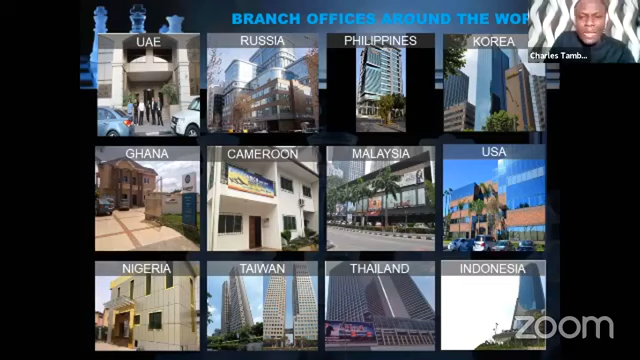 BRANCH OFFICES AROUND THE WOR
Charles Tamb...
UAE
RUSSIA
PHILIPPINES
KOREA
GHANA
CAMEROON
MALAYSIA
USA
NIGERIA
TAIWAN
THAILAND
INDONESIA
zoom